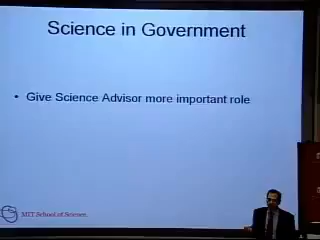 Science in Government
• Give Science Advisor more important role
MIT School of Science